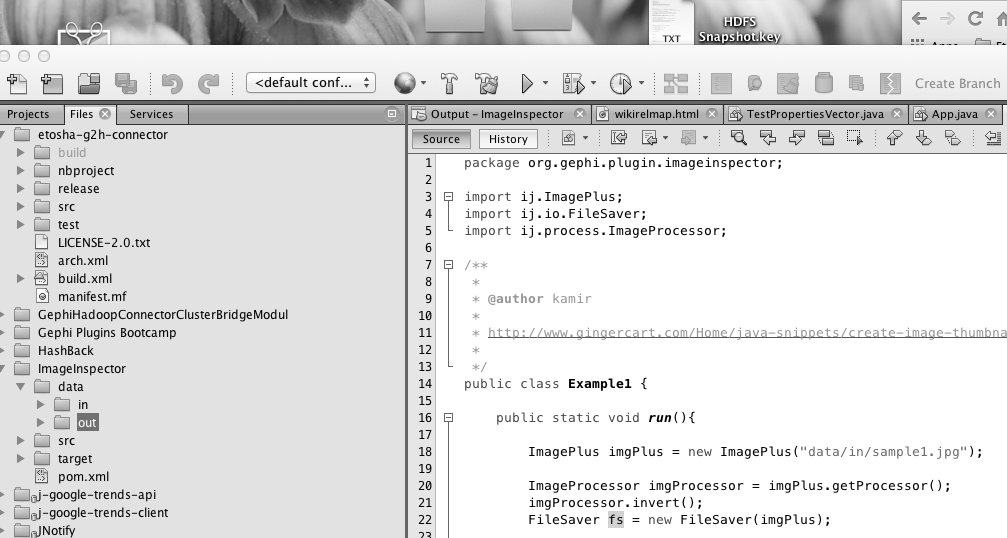 HDFS
TXT
Snapshot.key
<default conf...
Create Branch
Projects
Files
Services
Output - ImageInspector
wikirelmap.html
TestPropertiesVector.java
App.java
Source
History
etosha-g2h-connector
build
nbproject
release
src
test
LICENSE-2.0.txt
arch.xml
build.xml
manifest.mf
GephiHadoopConnectorClusterBridgeModul
Gephi Plugins Bootcamp
HashBack
ImageInspector
data
in
out
src
target
pom.xml
j-google-trends-api
j-google-trends-client
JNotify
1 package org.gephi.plugin.imageinspector;
2
3 import ij.ImagePlus;
4 import ij.io.FileSaver;
5 import ij.process.ImageProcessor;
6
7 /**
8 *
9 * @author kamir
10 *
11 * http://www.gingercart.com/Home/java-snippets/create-image-thumbna
12 *
13 */
14 public class Example1 {
15
16 public static void run(){
17
18 ImagePlus imgPlus = new ImagePlus("data/in/sample1.jpg");
19
20 ImageProcessor imgProcessor = imgPlus.getProcessor();
21 imgProcessor.invert();
22 FileSaver fs = new FileSaver(imgPlus);
23